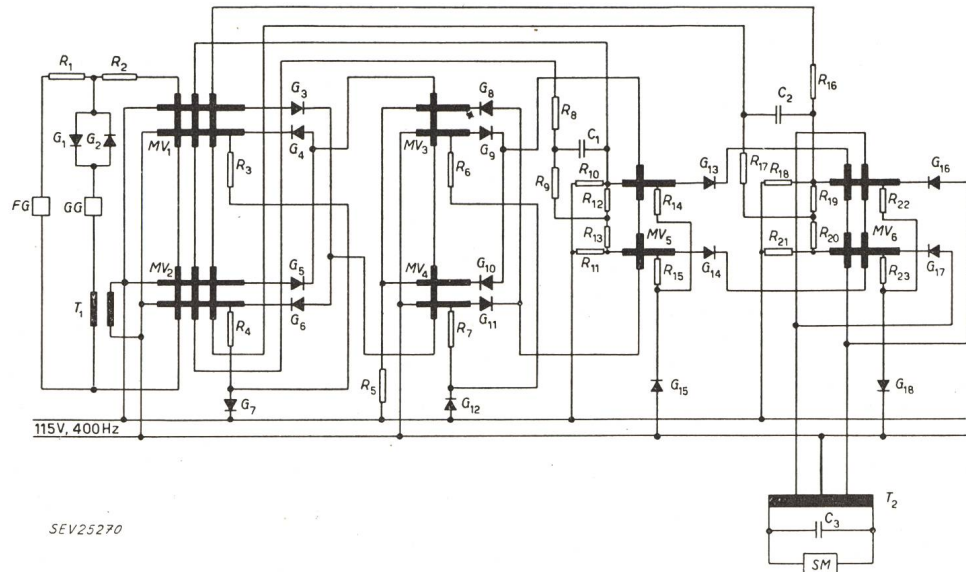 R1 R2 G1 G2 FG GG T1
MV1 G3 G4 R3
MV2 G5 G6 R4 G7
MV3 G8 G9 R6
MV4 G10 G11 R7 R5 G12
R8 C1 R9 R10 R12 R13 R11
R14 MV5 R15 G13 G14 G15
C2 R16 R17 R18 R19 R20 R21
R22 MV6 R23 G16 G17 G18
115V, 400Hz
T2
C3
SM
SEV25270